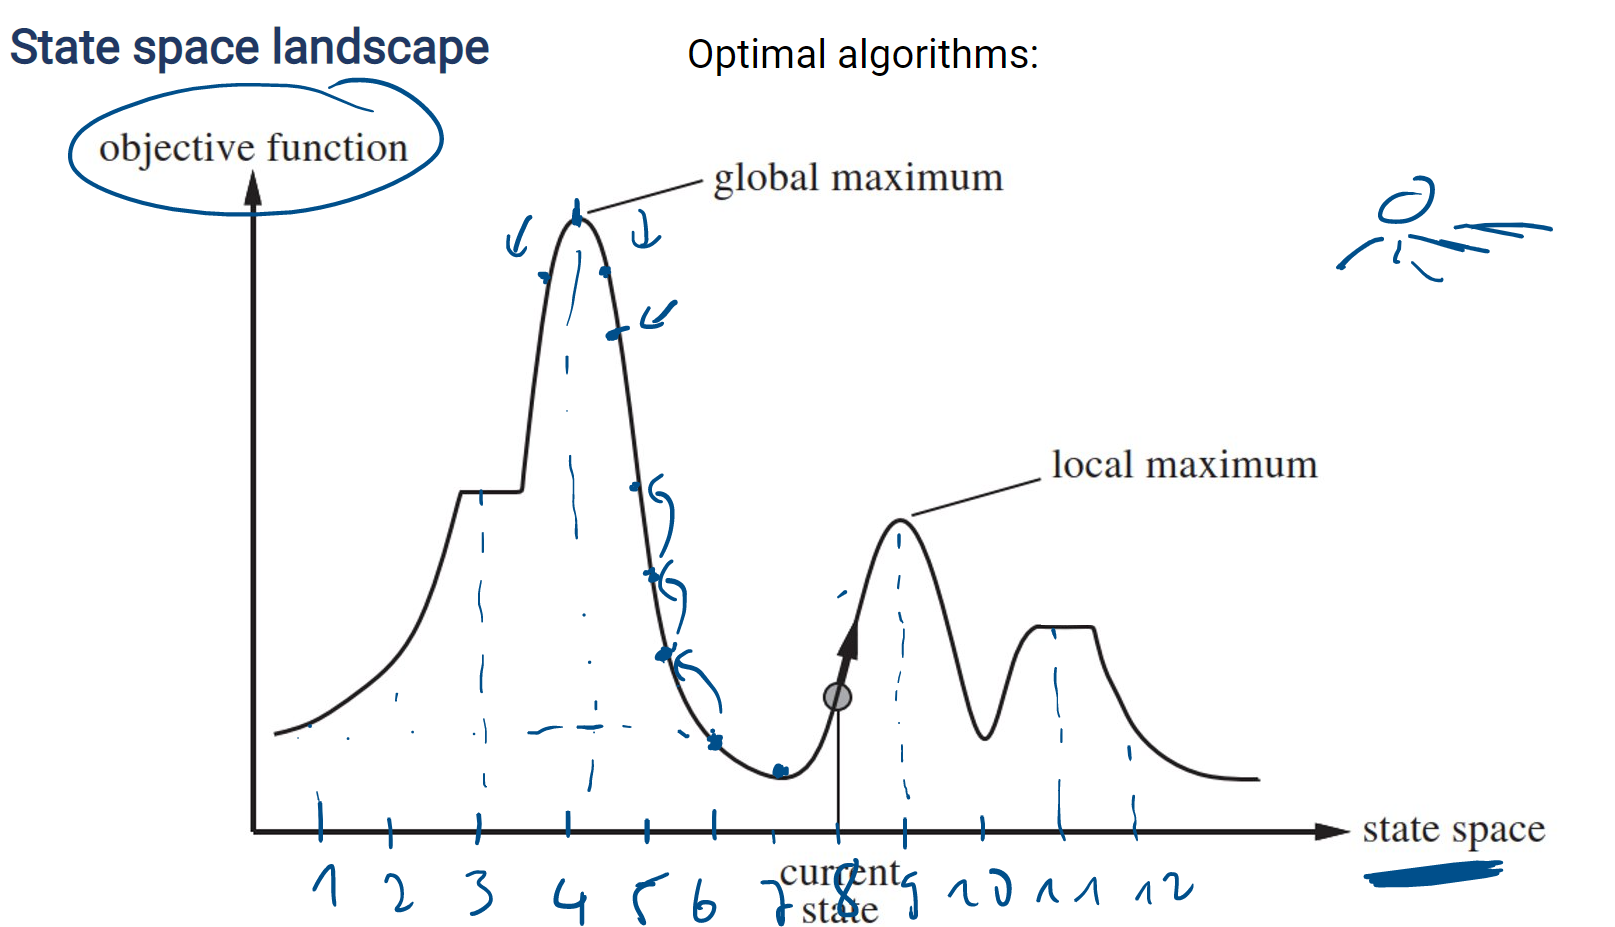 State space landscape
Optimal algorithms:
objective function
global maximum
local maximum
state space
1 2 3 4 5 6 7 8 9 10 11 12
current
state